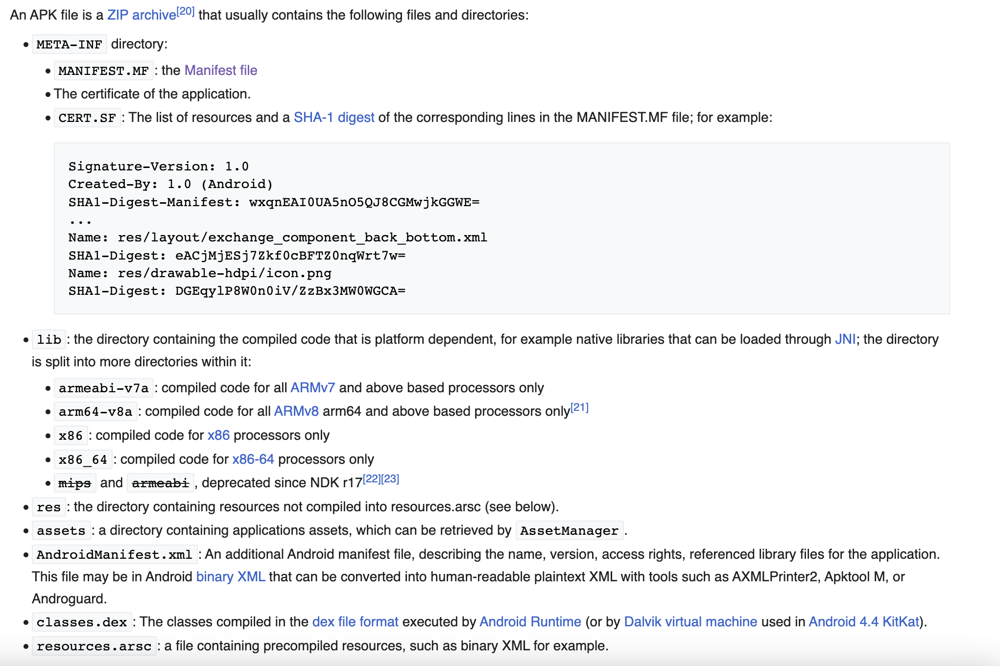 An APK file is a ZIP archive[20] that usually contains the following files and directories:
• META-INF directory:
• MANIFEST.MF : the Manifest file
• The certificate of the application.
• CERT.SF : The list of resources and a SHA-1 digest of the corresponding lines in the MANIFEST.MF file; for example:
Signature-Version: 1.0
Created-By: 1.0 (Android)
SHA1-Digest-Manifest: wxqnEAI0UA5nO5QJ8CGMwjkGGWE=
...
Name: res/layout/exchange_component_back_bottom.xml
SHA1-Digest: eACjMjESj7Zkf0cBFTZ0nqWrt7w=
Name: res/drawable-hdpi/icon.png
SHA1-Digest: DGEqylP8W0n0iV/ZzBx3MW0WGCA=
• lib : the directory containing the compiled code that is platform dependent, for example native libraries that can be loaded through JNI; the directory
is split into more directories within it:
• armeabi-v7a : compiled code for all ARMv7 and above based processors only
• arm64-v8a : compiled code for all ARMv8 arm64 and above based processors only[21]
• x86 : compiled code for x86 processors only
• x86_64 : compiled code for x86-64 processors only
• mips and armeabi , deprecated since NDK r17[22][23]
• res : the directory containing resources not compiled into resources.arsc (see below).
• assets : a directory containing applications assets, which can be retrieved by AssetManager .
• AndroidManifest.xml : An additional Android manifest file, describing the name, version, access rights, referenced library files for the application.
This file may be in Android binary XML that can be converted into human-readable plaintext XML with tools such as AXMLPrinter2, Apktool M, or
Androguard.
• classes.dex : The classes compiled in the dex file format executed by Android Runtime (or by Dalvik virtual machine used in Android 4.4 KitKat).
• resources.arsc : a file containing precompiled resources, such as binary XML for example.